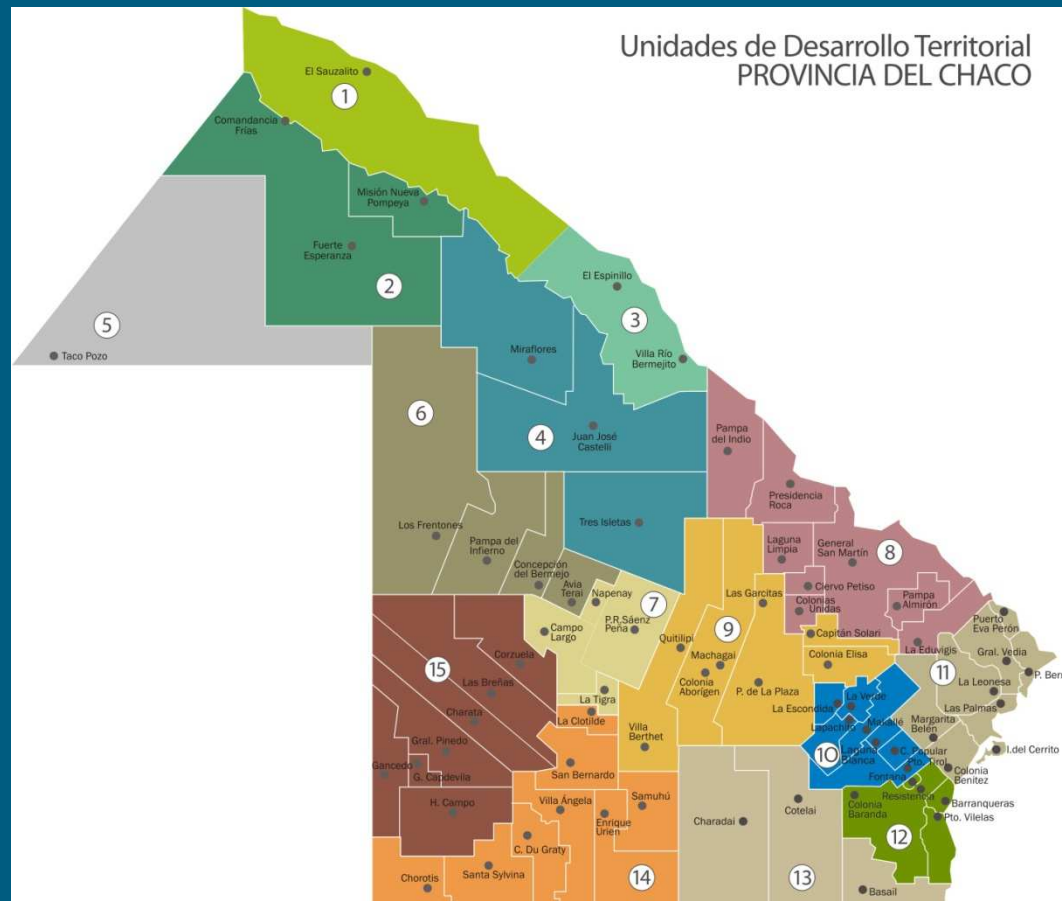 Unidades de Desarrollo Territorial
PROVINCIA DEL CHACO
El Sauzalito
1
Comandancia
Frías
Misión Nueva
Pompeya
Fuerte
Esperanza
2
El Espinillo
3
5
Taco Pozo
Miraflores
Villa Río
Bermejito
6
4
Juan José
Castelli
Pampa
del Indio
Presidencia
Roca
Los Frentones
Tres Isletas
Pampa del
Infierno
Laguna
Limpia
General
San Martín
8
Concepción
del Bermejo
Avia
Terai
Napenay
7
Las Garcitas
Ciervo Petiso
Colonias
Unidas
Pampa
Almirón
Campo
Largo
P.R.Sáenz
Peña
9
Quitilipi
Capitán Solari
Puerto
Eva Perón
La Eduvigis
15
Corzuela
Machagai
Colonia Elisa
Gral. Vedia
11
P. Berm
Colonia
Aborígen
P. de La Plaza
Las Breñas
La Leonesa
La Tigra
La Verde
La Escondida
Las Palmas
Charata
La Clotilde
Lapachito
Makallé
Margarita
Belén
Villa
Berthet
Gral. Pinedo
10
Laguna
Blanca
C. Popular
I.del Cerrito
Gancedo
G. Capdevila
San Bernardo
Pto. Tirol
Colonia
Benítez
Fontana
Resistencia
H. Campo
Villa Ángela
Samuhú
Cotelai
Colonia
Baranda
Barranqueras
Enrique
Urien
Charadai
Pto. Vilelas
C. Du Graty
12
Santa Sylvina
Chorotis
14
13
Basail